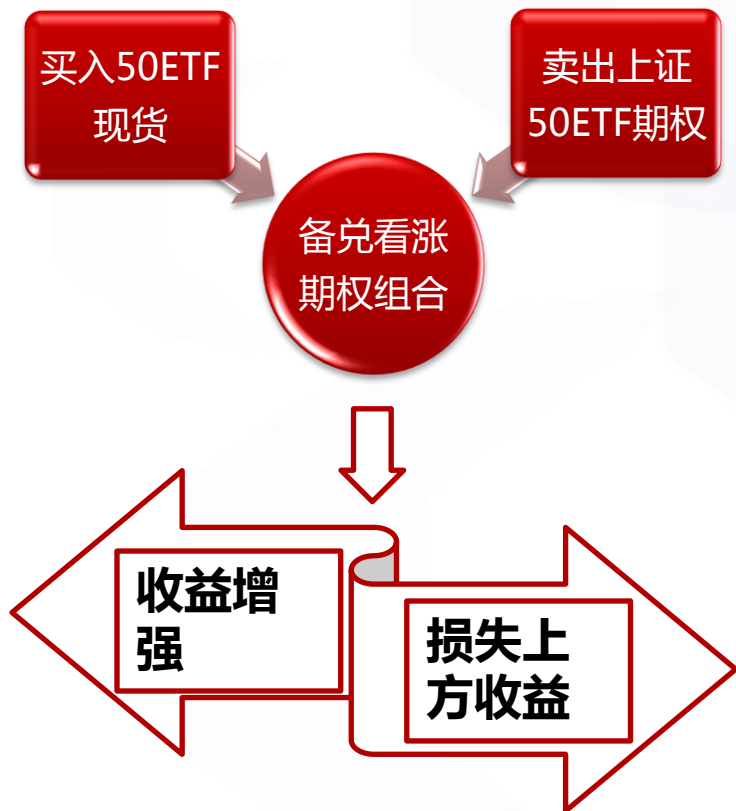 买入50ETF
现货
卖出上证
50ETF期权
备兑看涨
期权组合
收益增
强
损失上
方收益